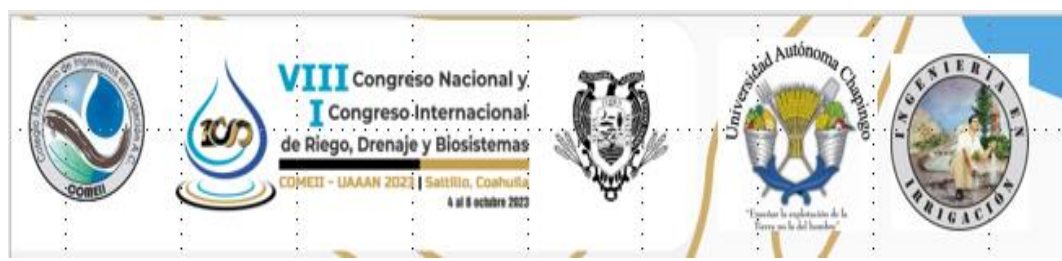 Colegio Mexicano de Ingenieros en Irrigación A.C.
COMEII
100
VIII Congreso Nacional y
I Congreso Internacional
de Riego, Drenaje y Biosistemas
COMEII - UAAAN 2023 | Saltillo, Coahuila
4 al 6 octubre 2023
Universidad Autónoma Chapingo
"Enseñar la explotación de la
Tierra no la del hombre"
INGENIERÍA EN
IRRIGACIÓN